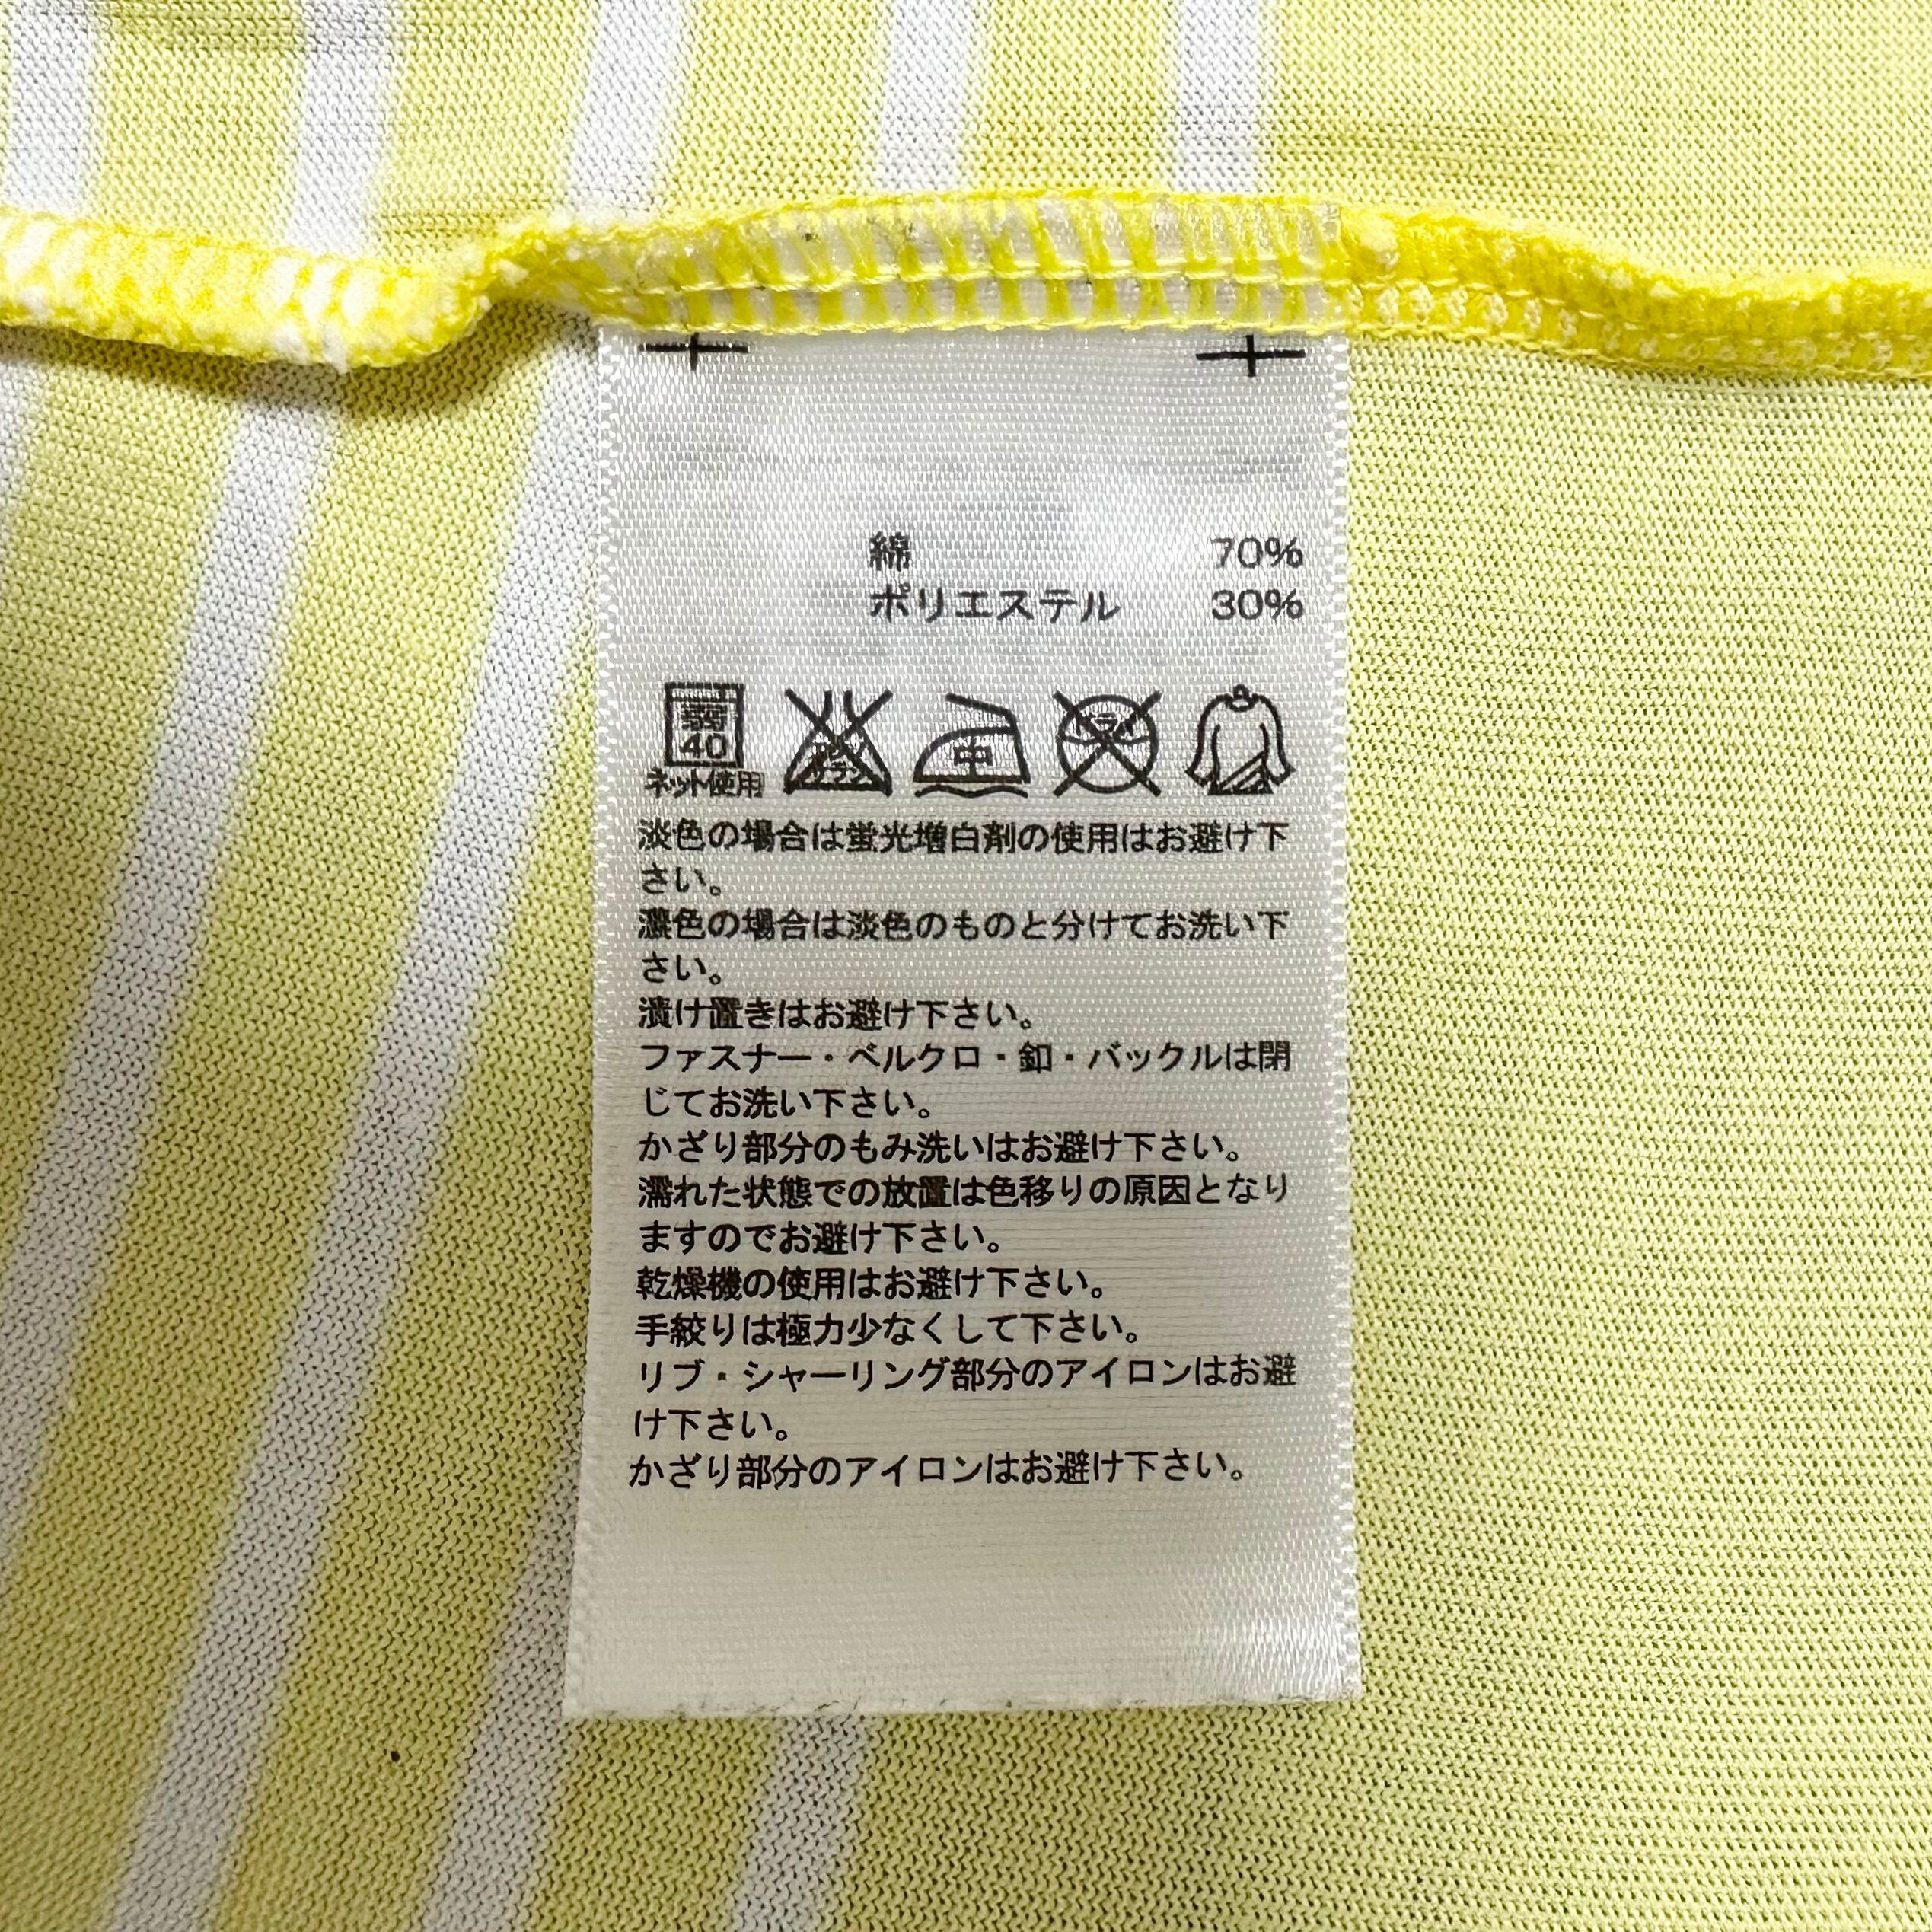 綿 70%
ポリエステル 30%
弱
40
ネット使用
エンソ
サラシ
中
ドライ
淡色の場合は蛍光増白剤の使用はお避け下
さい。
濃色の場合は淡色のものと分けてお洗い下
さい。
漬け置きはお避け下さい。
ファスナー・ベルクロ・釦・バックルは閉
じてお洗い下さい。
かざり部分のもみ洗いはお避け下さい。
濡れた状態での放置は色移りの原因となり
ますのでお避け下さい。
乾燥機の使用はお避け下さい。
手絞りは極力少なくして下さい。
リブ・シャーリング部分のアイロンはお避
け下さい。
かざり部分のアイロンはお避け下さい。